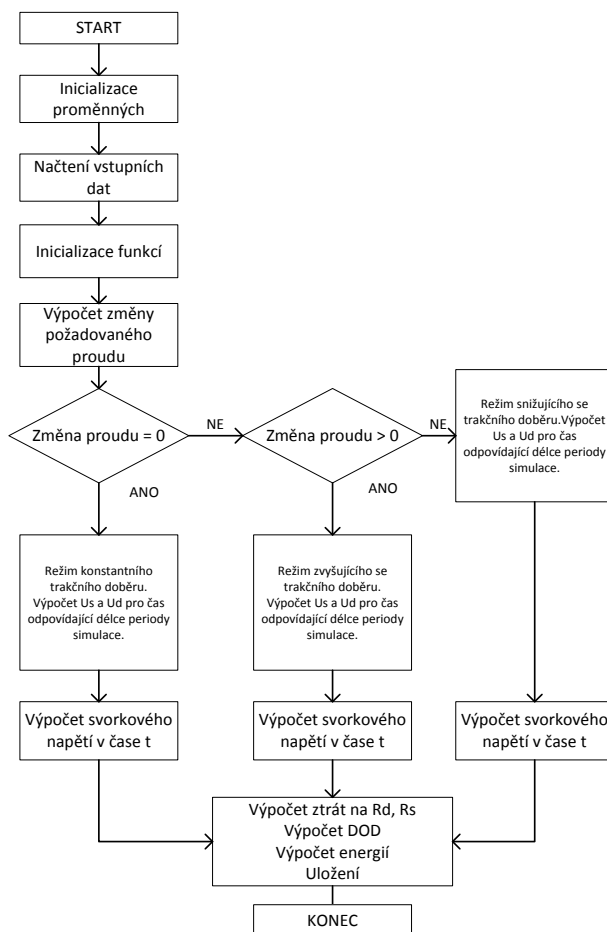 START
Inicializace
proměnných
Načtení vstupních
dat
Inicializace funkcí
Výpočet změny
požadovaného
proudu
Změna proudu = 0
NE
Změna proudu > 0
NE
Režim snižujícího se
trakčního doběru.Výpočet
Us a Ud pro čas
odpovídající délce periody
simulace.
ANO
ANO
Režim konstantního
trakčního doběru.
Výpočet Us a Ud pro čas
odpovídající délce periody
simulace.
Režim zvyšujícího se
trakčního doběru.
Výpočet Us a Ud pro čas
odpovídající délce periody
simulace.
Výpočet svorkového
napětí v čase t
Výpočet svorkového
napětí v čase t
Výpočet svorkového
napětí v čase t
Výpočet ztrát na Rd, Rs
Výpočet DOD
Výpočet energií
Uložení
KONEC